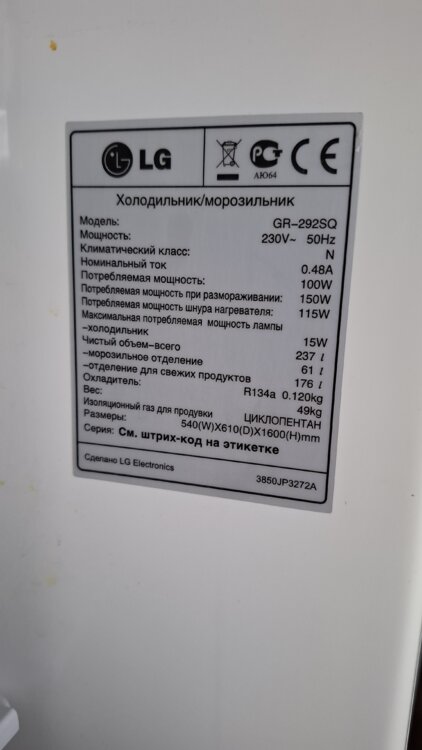 LG
РСТ
CE
АЮ64
Холодильник/морозильник
Модель: GR-292SQ
Мощность: 230V~ 50Hz
Климатический класс: N
Номинальный ток 0.48A
Потребляемая мощность: 100W
Потребляемая мощность при размораживании: 150W
Потребляемая мощность шнура нагревателя: 115W
Максимальная потребляемая мощность лампы
-холодильник 15W
Чистый объем-всего 237 l
-морозильное отделение 61 l
-отделение для свежих продуктов 176 l
Охладитель: R134a 0.120kg
Вес: 49kg
Изоляционый газ для продувки ЦИКЛОПЕНТАН
Размеры: 540(W)X610(D)X1600(H)mm
Серия: См. штрих-код на этикетке
Сделано LG Electronics
3850JP3272A